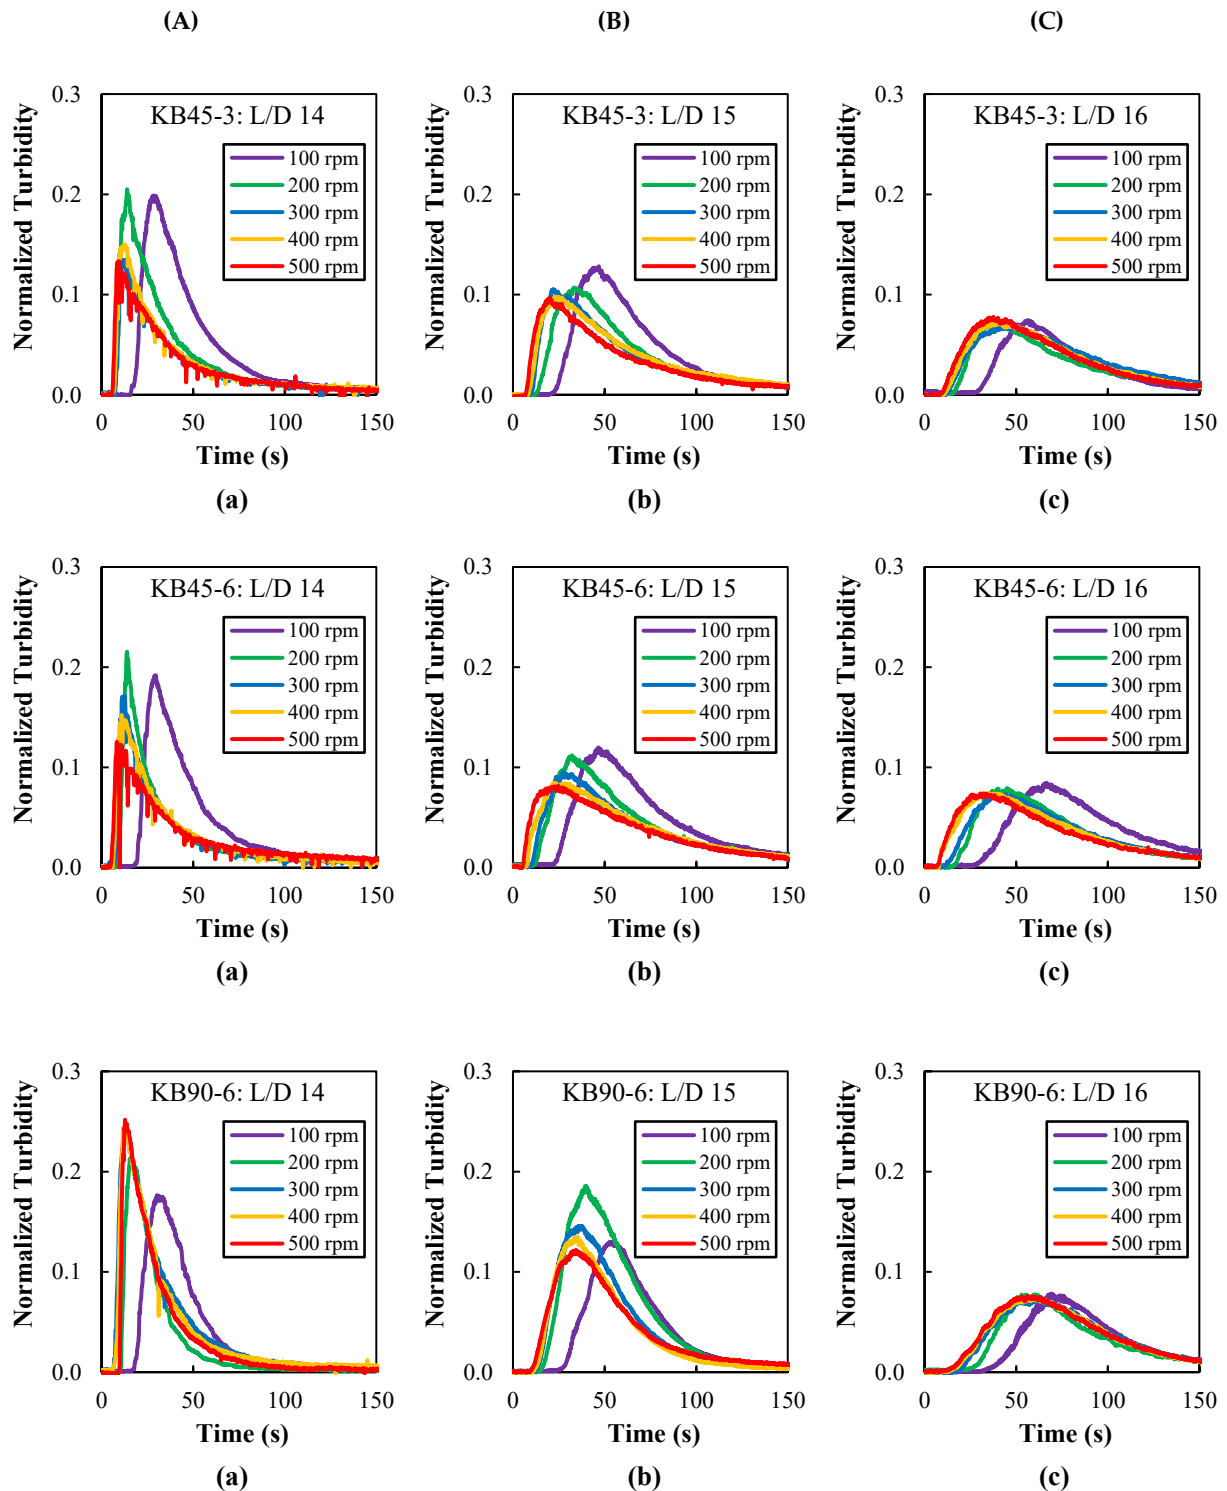 (A)
(B)
(C)
Normalized Turbidity
0.3
0.2
0.1
0.0
KB45-3: L/D 14
100 rpm
200 rpm
300 rpm
400 rpm
500 rpm
0 50 100 150
Time (s)
(a)
Normalized Turbidity
0.3
0.2
0.1
0.0
KB45-3: L/D 15
100 rpm
200 rpm
300 rpm
400 rpm
500 rpm
0 50 100 150
Time (s)
(b)
Normalized Turbidity
0.3
0.2
0.1
0.0
KB45-3: L/D 16
100 rpm
200 rpm
300 rpm
400 rpm
500 rpm
0 50 100 150
Time (s)
(c)
Normalized Turbidity
0.3
0.2
0.1
0.0
KB45-6: L/D 14
100 rpm
200 rpm
300 rpm
400 rpm
500 rpm
0 50 100 150
Time (s)
(a)
Normalized Turbidity
0.3
0.2
0.1
0.0
KB45-6: L/D 15
100 rpm
200 rpm
300 rpm
400 rpm
500 rpm
0 50 100 150
Time (s)
(b)
Normalized Turbidity
0.3
0.2
0.1
0.0
KB45-6: L/D 16
100 rpm
200 rpm
300 rpm
400 rpm
500 rpm
0 50 100 150
Time (s)
(c)
Normalized Turbidity
0.3
0.2
0.1
0.0
KB90-6: L/D 14
100 rpm
200 rpm
300 rpm
400 rpm
500 rpm
0 50 100 150
Time (s)
(a)
Normalized Turbidity
0.3
0.2
0.1
0.0
KB90-6: L/D 15
100 rpm
200 rpm
300 rpm
400 rpm
500 rpm
0 50 100 150
Time (s)
(b)
Normalized Turbidity
0.3
0.2
0.1
0.0
KB90-6: L/D 16
100 rpm
200 rpm
300 rpm
400 rpm
500 rpm
0 50 100 150
Time (s)
(c)